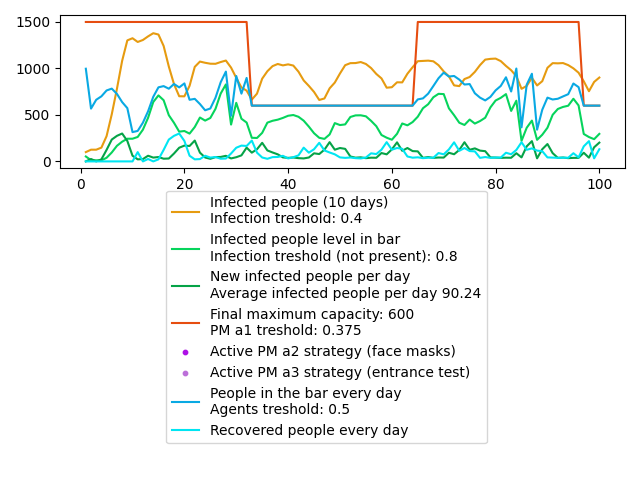 1500
1000
500
0
0
20
40
60
80
100
Infected people (10 days)
Infection treshold: 0.4
Infected people level in bar
Infection treshold (not present): 0.8
New infected people per day
Average infected people per day 90.24
Final maximum capacity: 600
PM a1 treshold: 0.375
Active PM a2 strategy (face masks)
Active PM a3 strategy (entrance test)
People in the bar every day
Agents treshold: 0.5
Recovered people every day